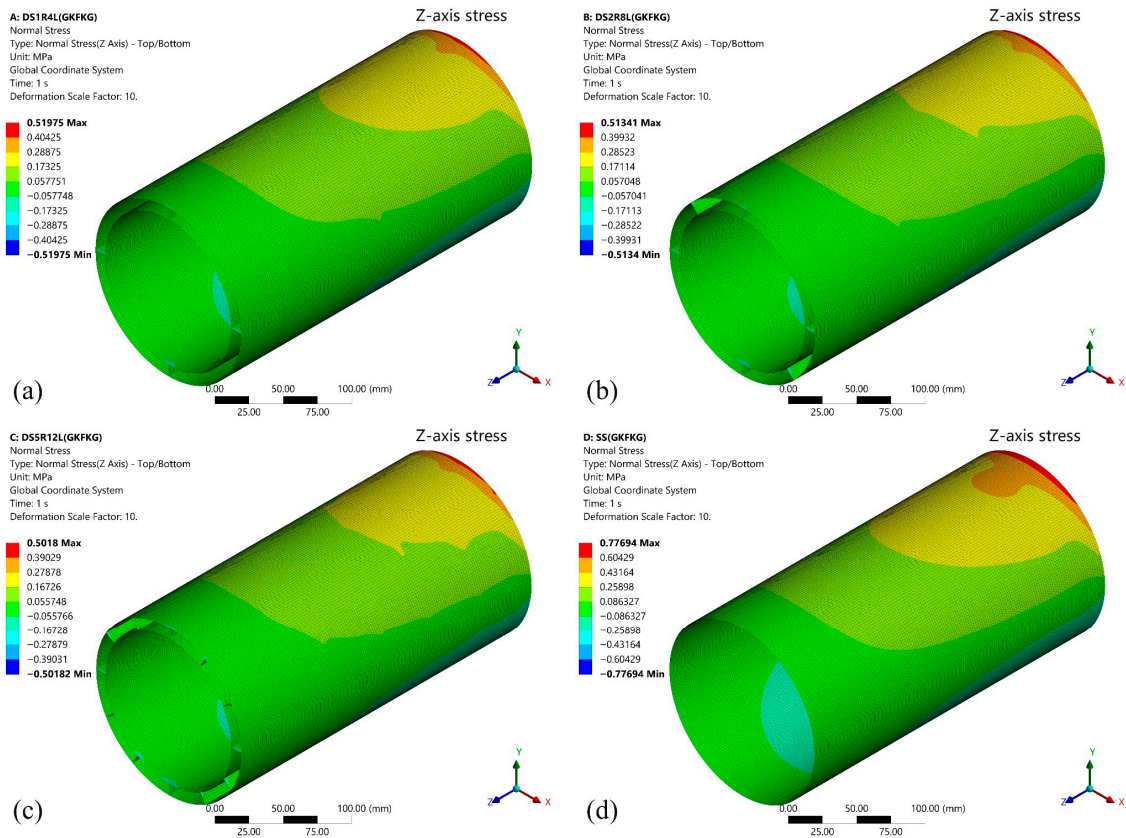 A: DS1R4L(GKFKG)
Normal Stress
Type: Normal Stress(Z Axis) - Top/Bottom
Unit: MPa
Global Coordinate System
Time: 1 s
Deformation Scale Factor: 10.
Z-axis stress
0.51975 Max
0.40425
0.28875
0.17325
0.057751
−0.057748
−0.17325
−0.28875
−0.40425
−0.51975 Min
Y
Z
X
0.00 50.00 100.00 (mm)
25.00 75.00
(a)
B: DS2R8L(GKFKG)
Normal Stress
Type: Normal Stress(Z Axis) - Top/Bottom
Unit: MPa
Global Coordinate System
Time: 1 s
Deformation Scale Factor: 10.
Z-axis stress
0.51341 Max
0.39932
0.28523
0.17114
0.057048
−0.057041
−0.17113
−0.28522
−0.39931
−0.5134 Min
Y
Z
X
0.00 50.00 100.00 (mm)
25.00 75.00
(b)
C: DS5R12L(GKFKG)
Normal Stress
Type: Normal Stress(Z Axis) - Top/Bottom
Unit: MPa
Global Coordinate System
Time: 1 s
Deformation Scale Factor: 10.
Z-axis stress
0.5018 Max
0.39029
0.27878
0.16726
0.055748
−0.055766
−0.16728
−0.27879
−0.39031
−0.50182 Min
Y
Z
X
0.00 50.00 100.00 (mm)
25.00 75.00
(c)
D: SS(GKFKG)
Normal Stress
Type: Normal Stress(Z Axis) - Top/Bottom
Unit: MPa
Global Coordinate System
Time: 1 s
Deformation Scale Factor: 10.
Z-axis stress
0.77694 Max
0.60429
0.43164
0.25898
0.086327
−0.086327
−0.25898
−0.43164
−0.60429
−0.77694 Min
Y
Z
X
0.00 50.00 100.00 (mm)
25.00 75.00
(d)